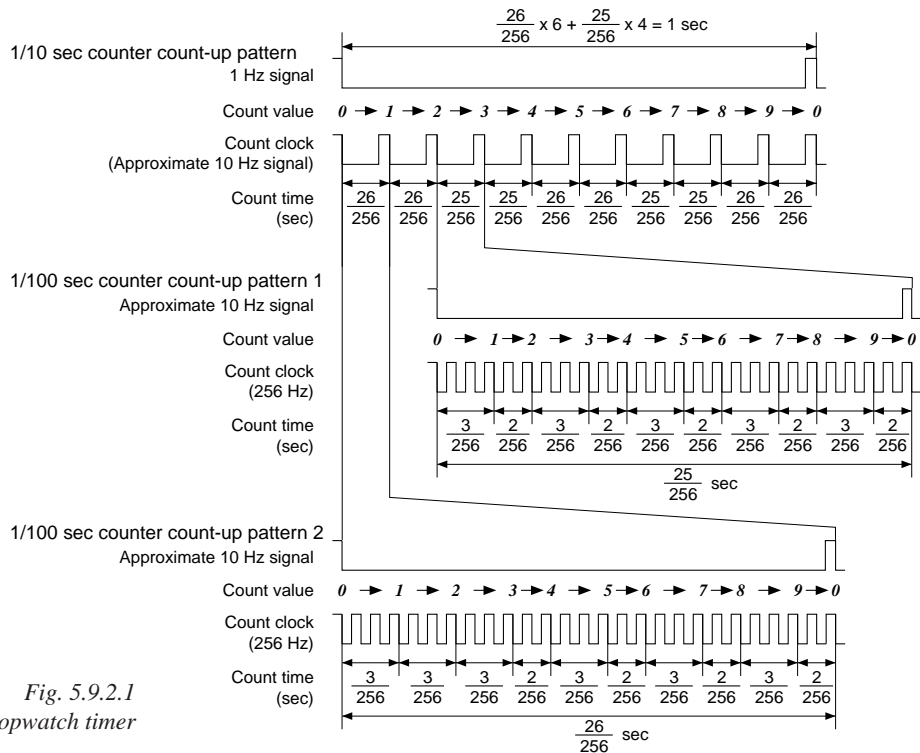 26/256 x 6 + 25/256 x 4 = 1 sec
1/10 sec counter count-up pattern
1 Hz signal
Count value 0 → 1 → 2 → 3 → 4 → 5 → 6 → 7 → 8 → 9 → 0
Count clock
(Approximate 10 Hz signal)
Count time
(sec)
26/256 26/256 25/256 25/256 26/256 26/256 25/256 25/256 26/256 26/256
1/100 sec counter count-up pattern 1
Approximate 10 Hz signal
Count value 0 → 1 → 2 → 3 → 4 → 5 → 6 → 7 → 8 → 9 → 0
Count clock
(256 Hz)
Count time
(sec)
3/256 2/256 3/256 2/256 3/256 2/256 3/256 2/256 3/256 2/256
25/256 sec
1/100 sec counter count-up pattern 2
Approximate 10 Hz signal
Count value 0 → 1 → 2 → 3 → 4 → 5 → 6 → 7 → 8 → 9 → 0
Count clock
(256 Hz)
Count time
(sec)
3/256 3/256 3/256 2/256 3/256 2/256 3/256 2/256 3/256 2/256
26/256 sec
Fig. 5.9.2.1
opwatch timer